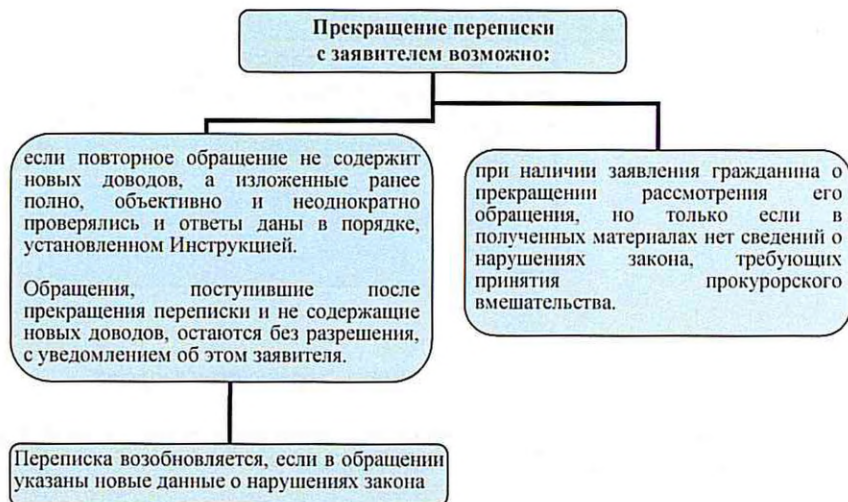 Прекращение переписки
с заявителем возможно:
если повторное обращение не содержит
новых доводов, а изложенные ранее
полно, объективно и неоднократно
проверялись и ответы даны в порядке,
установленном Инструкцией.
Обращения, поступившие после
прекращения переписки и не содержащие
новых доводов, остаются без разрешения,
с уведомлением об этом заявителя.
при наличии заявления гражданина о
прекращении рассмотрения его
обращения, но только если в
полученных материалах нет сведений о
нарушениях закона, требующих
принятия прокурорского
вмешательства.
Переписка возобновляется, если в обращении
указаны новые данные о нарушениях закона